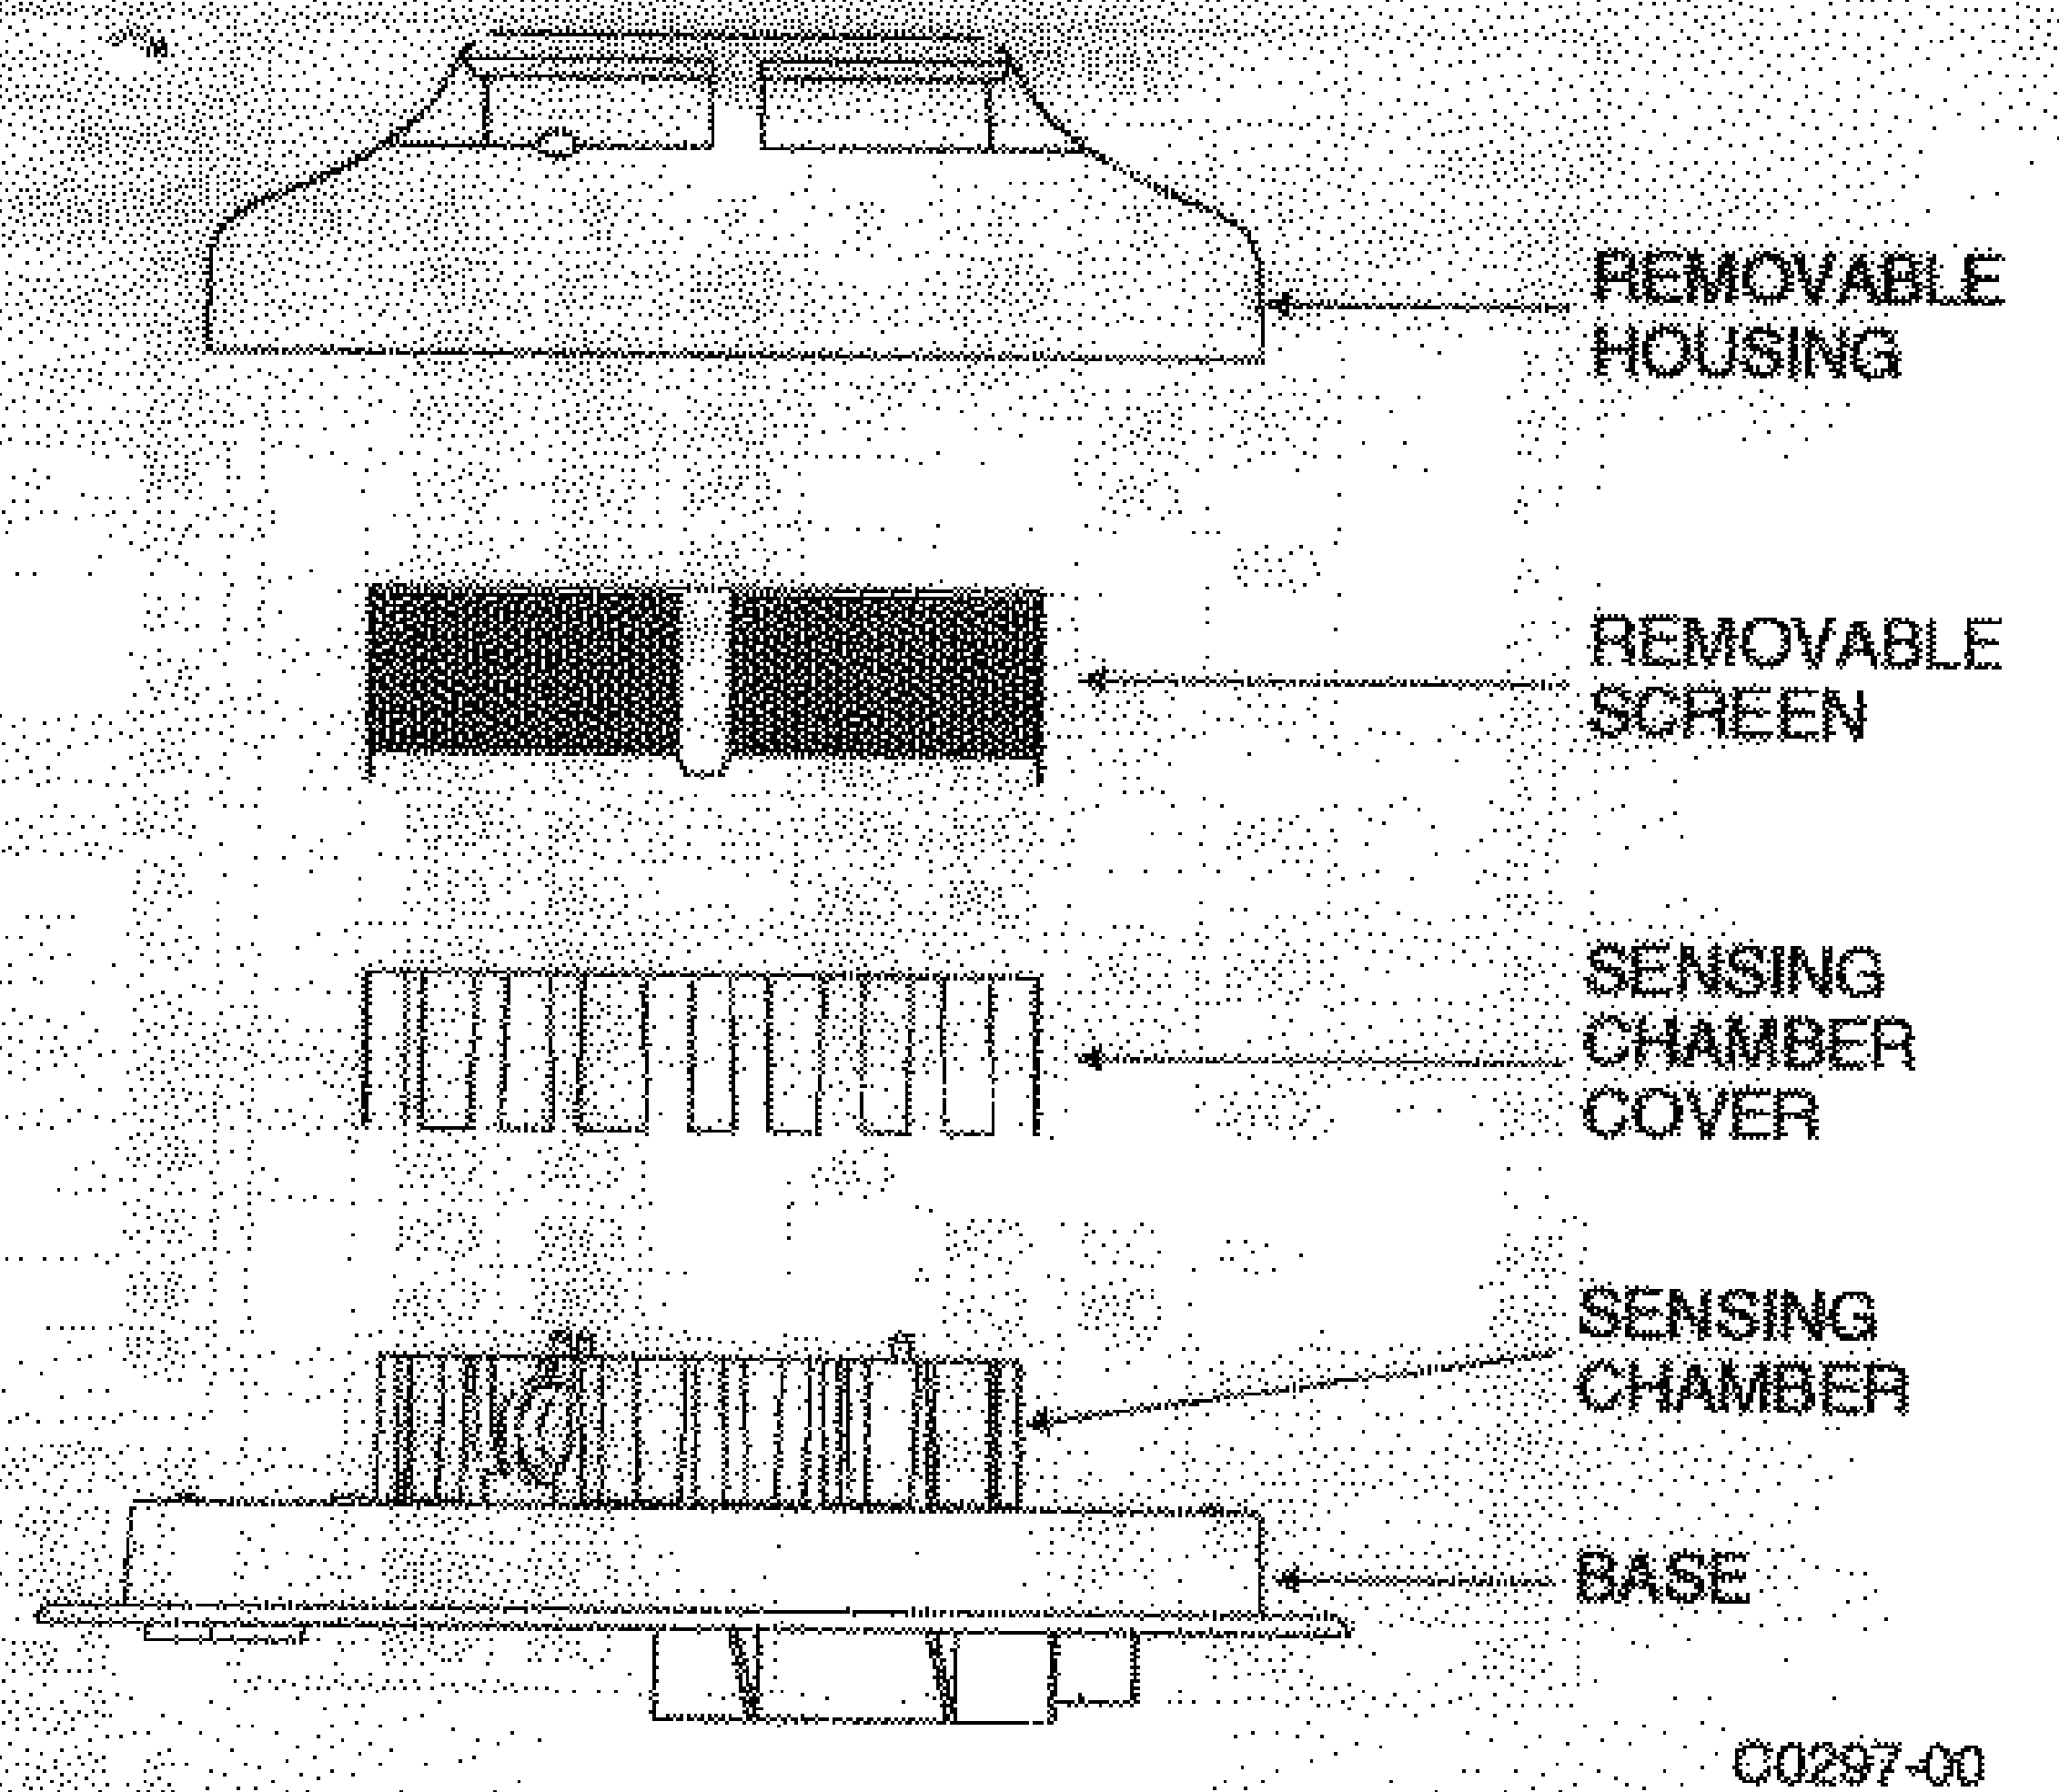 REMOVABLE
HOUSING
REMOVABLE
SCREEN
SENSING
CHAMBER
COVER
SENSING
CHAMBER
BASE
C0297-00